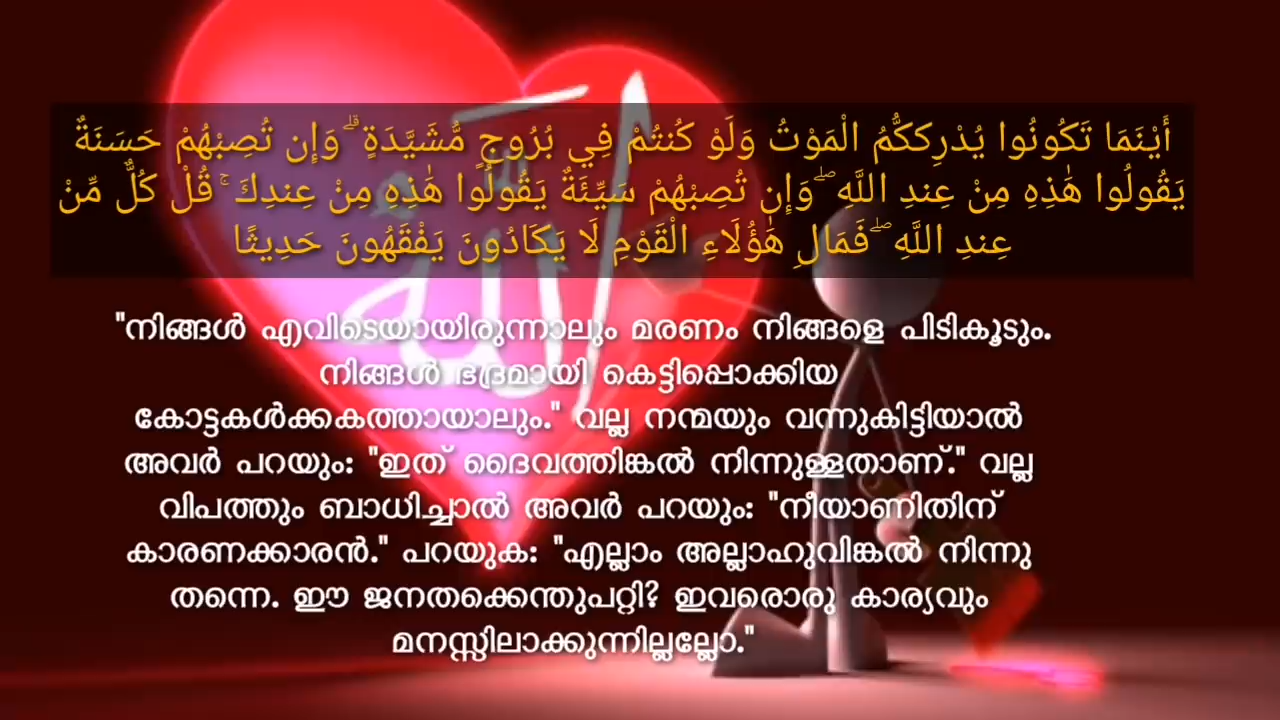 الله
أَيْنَمَا تَكُونُوا يُدْرِككُّمُ الْمَوْتُ وَلَوْ كُنتُمْ فِي بُرُوجٍ مُّشَيَّدَةٍ ۗ وَإِن تُصِبْهُمْ حَسَنَةٌ
يَقُولُوا هَٰذِهِ مِنْ عِندِ اللَّهِ ۖ وَإِن تُصِبْهُمْ سَيِّئَةٌ يَقُولُوا هَٰذِهِ مِنْ عِندِكَ ۚ قُلْ كُلٌّ مِّنْ
عِندِ اللَّهِ ۖ فَمَالِ هَٰؤُلَاءِ الْقَوْمِ لَا يَكَادُونَ يَفْقَهُونَ حَدِيثًا
"നിങ്ങൾ എവിടെയായിരുന്നാലും മരണം നിങ്ങളെ പിടികൂടും.
നിങ്ങൾ ഭദ്രമായി കെട്ടിപ്പൊക്കിയ
കോട്ടകൾക്കകത്തായാലും." വല്ല നന്മയും വന്നുകിട്ടിയാൽ
അവർ പറയും: "ഇത് ദൈവത്തിങ്കൽ നിന്നുള്ളതാണ്." വല്ല
വിപത്തും ബാധിച്ചാൽ അവർ പറയും: "നീയാണിതിന്
കാരണക്കാരൻ." പറയുക: "എല്ലാം അല്ലാഹുവിങ്കൽ നിന്നു
തന്നെ. ഈ ജനതക്കെന്തുപറ്റി? ഇവരൊരു കാര്യവും
മനസ്സിലാക്കുന്നില്ലല്ലോ."